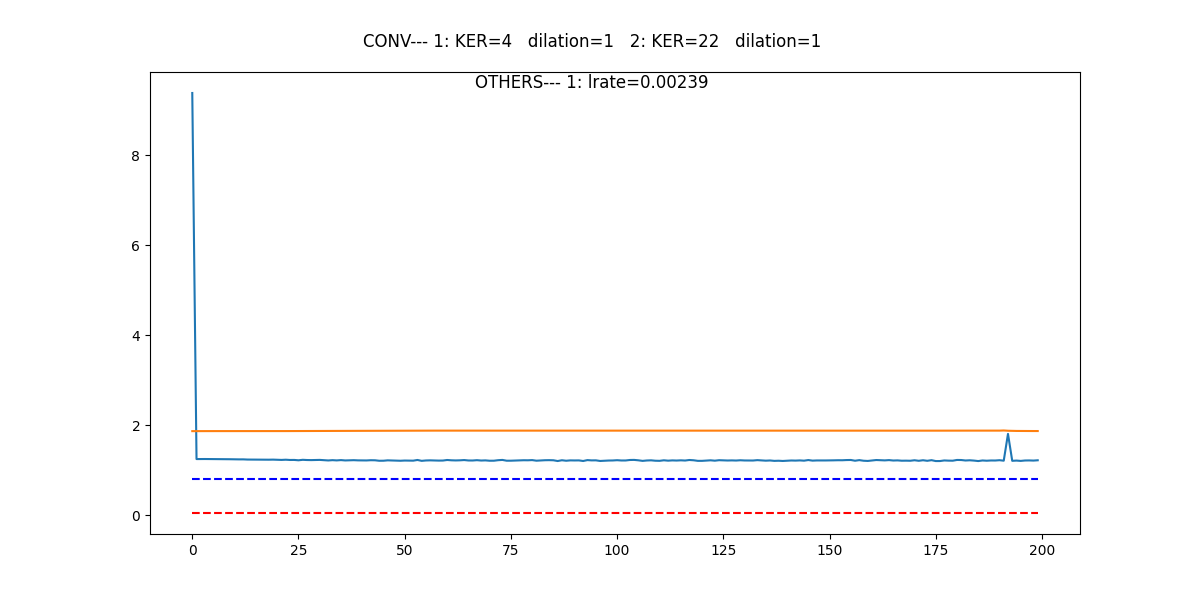 CONV--- 1: KER=4   dilation=1   2: KER=22   dilation=1
OTHERS--- 1: lrate=0.00239
8
6
4
2
0
0 25 50 75 100 125 150 175 200